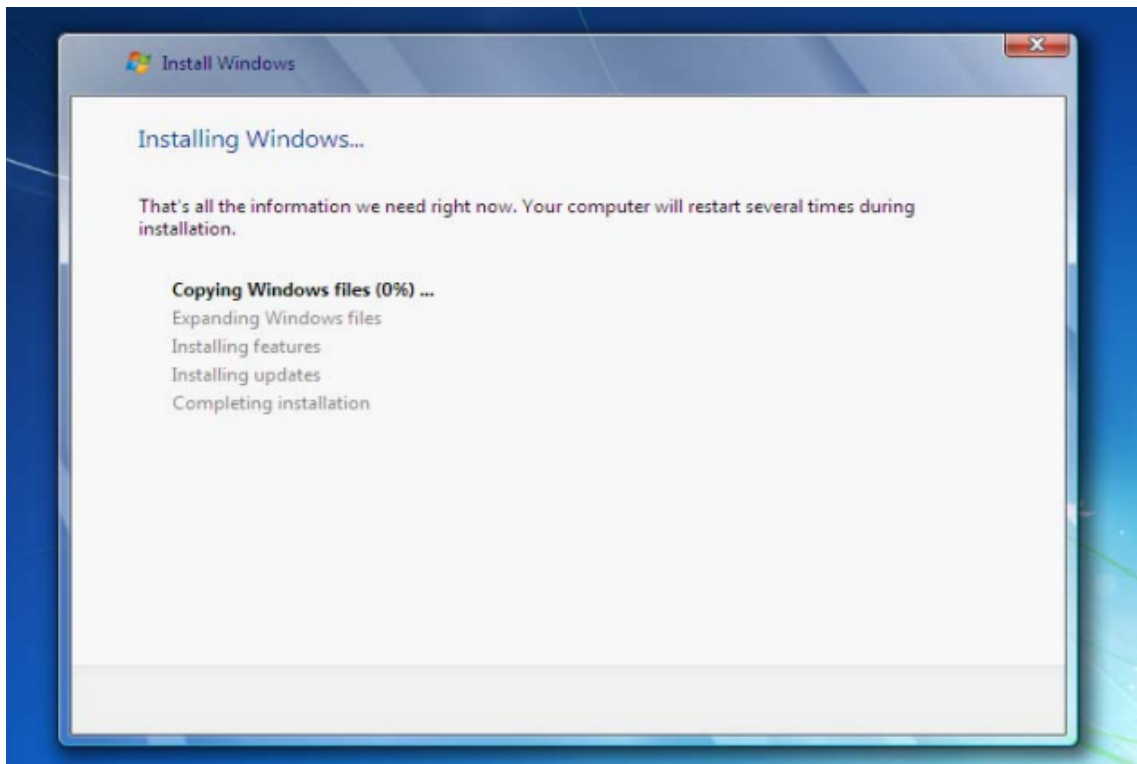 Install Windows
Installing Windows...
That's all the information we need right now. Your computer will restart several times during
installation.
Copying Windows files (0%) ...
Expanding Windows files
Installing features
Installing updates
Completing installation